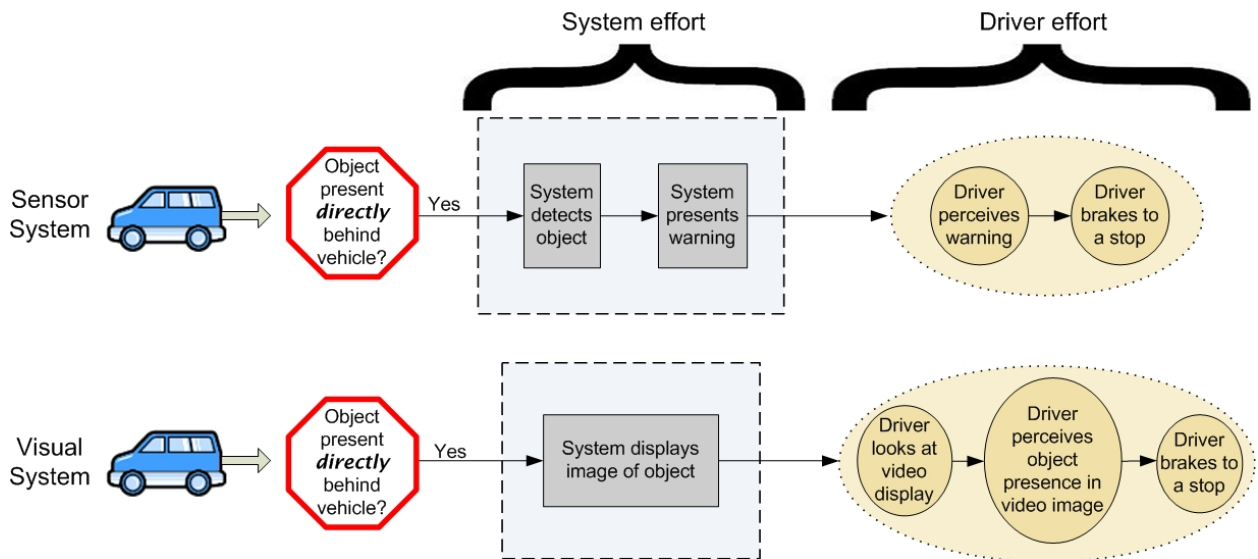 System effort
Driver effort
Sensor
System
Object
present
directly
behind
vehicle?
Yes
System
detects
object
System
presents
warning
Driver
perceives
warning
Driver
brakes to
a stop
Visual
System
Object
present
directly
behind
vehicle?
Yes
System displays
image of object
Driver
looks at
video
display
Driver
perceives
object
presence in
video image
Driver
brakes to
a stop